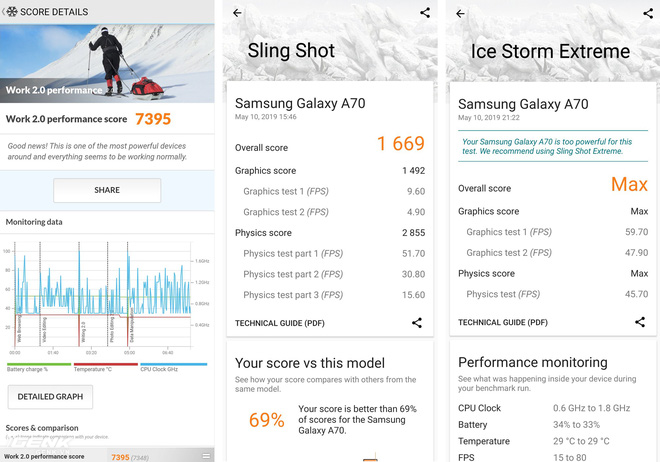 SCORE DETAILS
Work 2.0 performance
Work 2.0 performance score 7395
Good news! This is one of the most powerful devices
around and everything seems to be working normally.
SHARE
Monitoring data
100
80
60
40
20
1.6GHz
1.2GHz
0.8GHz
0.4GHz
Web Browsing
Video Editing
Writing 2.0
Photo Editing
Data Manip
00:00
01:40
03:20
05:00
06:40
Battery charge %
Temperature °C
CPU Clock GHz
DETAILED GRAPH
Scores & comparison
Work 2.0 performance score 7395 (7348)
Sling Shot
Samsung Galaxy A70
May 10, 2019 15:46
Overall score 1 669
Graphics score 1 492
Graphics test 1 (FPS) 9.60
Graphics test 2 (FPS) 4.90
Physics score 2 855
Physics test part 1 (FPS) 51.70
Physics test part 2 (FPS) 30.80
Physics test part 3 (FPS) 15.60
TECHNICAL GUIDE (PDF)
Your score vs this model
See how your score compares with others from the
same model.
69%
Your score is better than 69%
of scores for the Samsung
Galaxy A70.
Ice Storm Extreme
Samsung Galaxy A70
May 10, 2019 21:22
Your Samsung Galaxy A70 is too powerful for this
test. We recommend using Sling Shot Extreme.
Overall score Max
Graphics score Max
Graphics test 1 (FPS) 59.70
Graphics test 2 (FPS) 47.90
Physics score Max
Physics test (FPS) 45.70
TECHNICAL GUIDE (PDF)
Performance monitoring
See what was happening inside your device during
your benchmark run.
CPU Clock 0.6 GHz to 1.8 GHz
Battery 34% to 33%
Temperature 29 °C to 29 °C
FPS 15 to 80